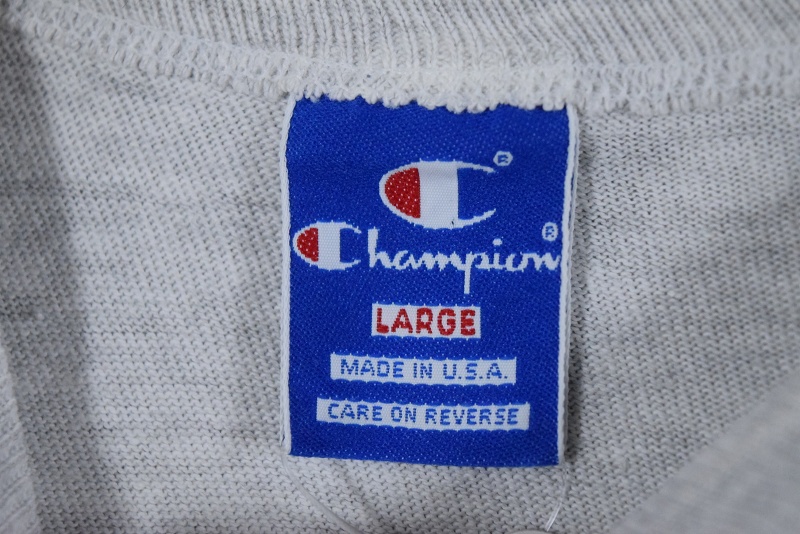 ®
Champion®
LARGE
MADE IN U.S.A.
CARE ON REVERSE